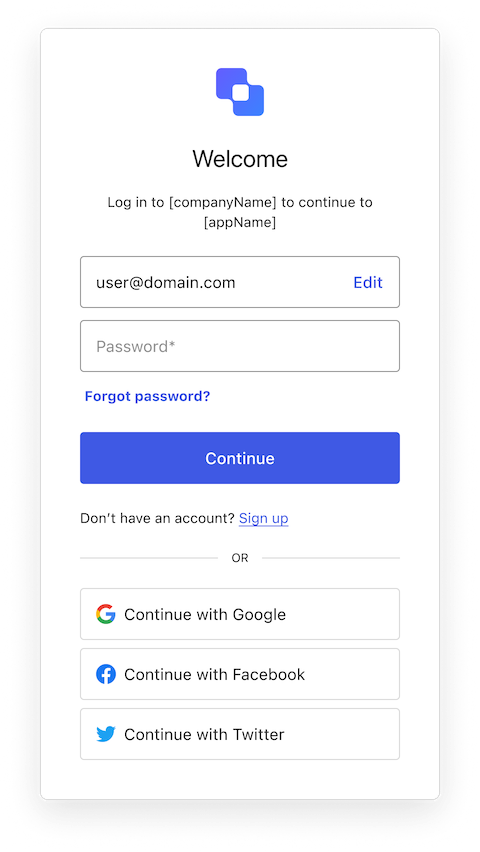 Welcome
Log in to [companyName] to continue to
[appName]
user@domain.com Edit
Password*
Forgot password?
Continue
Don’t have an account? Sign up
OR
Continue with Google
Continue with Facebook
Continue with Twitter